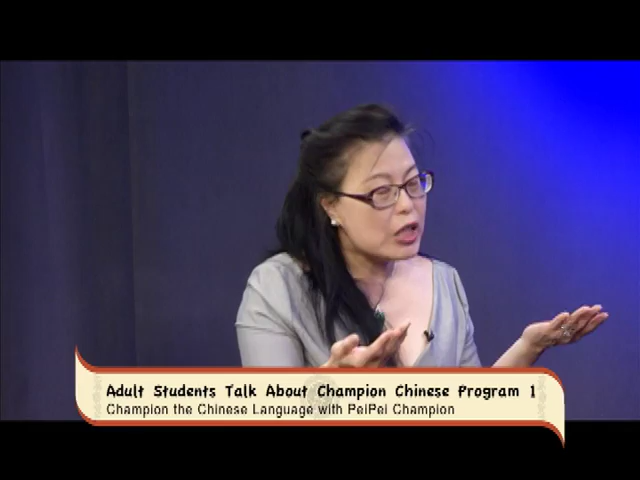 Adult Students Talk About Champion Chinese Program 1
Champion the Chinese Language with PeiPei Champion